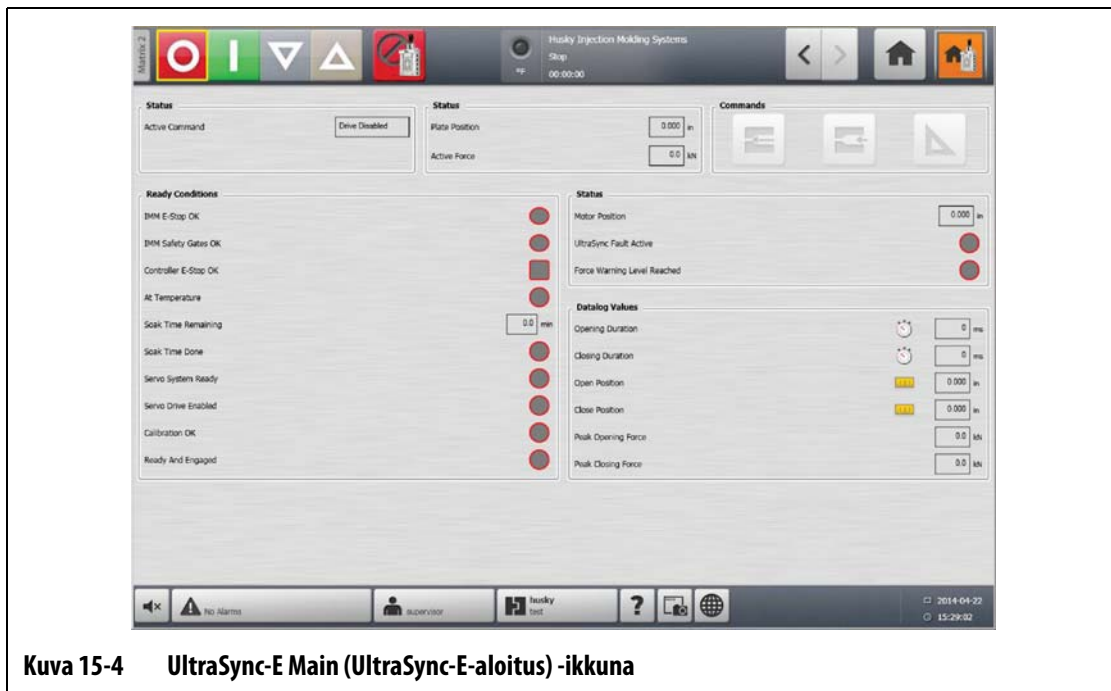 Matrix 2
Husky Injection Molding Systems
Stop
°F 00:00:00
Status
Active Command Drive Disabled
Status
Plate Position 0.000 in
Active Force 0.0 kN
Commands
Ready Conditions
IMM E-Stop OK
IMM Safety Gates OK
Controller E-Stop OK
At Temperature
Soak Time Remaining 0.0 min
Soak Time Done
Servo System Ready
Servo Drive Enabled
Calibration OK
Ready And Engaged
Status
Motor Position 0.000 in
UltraSync Fault Active
Force Warning Level Reached
Datalog Values
Opening Duration 0 ms
Closing Duration 0 ms
Open Position 0.000 in
Close Position 0.000 in
Peak Opening Force 0.0 kN
Peak Closing Force 0.0 kN
No Alarms
supervisor
husky
test
?
2014-04-22
15:29:02
Kuva 15-4 UltraSync-E Main (UltraSync-E-aloitus) -ikkuna